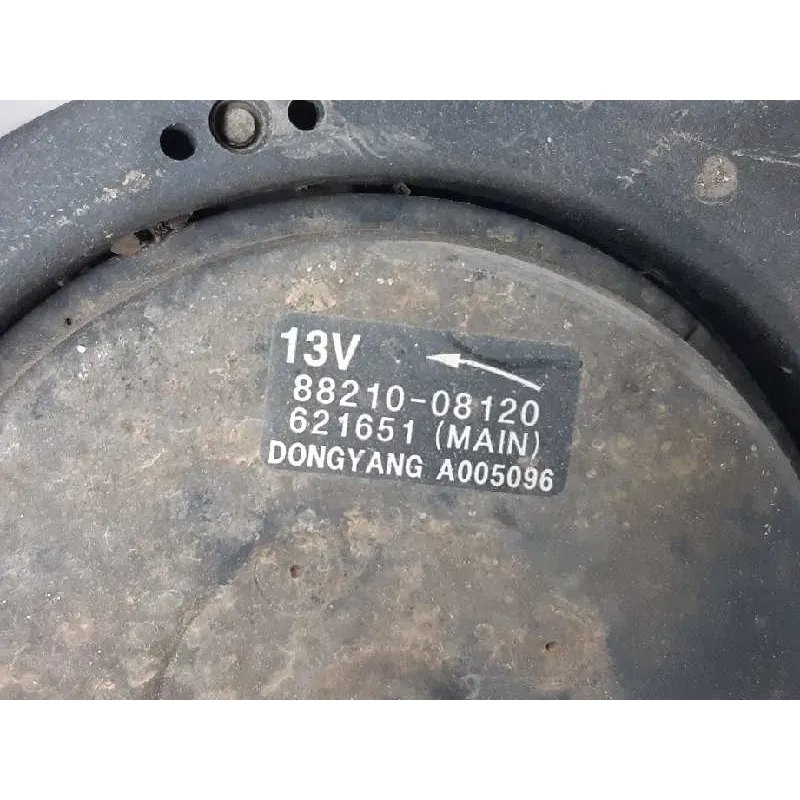 13V
88210-08120
621651 (MAIN)
DONGYANG A005096